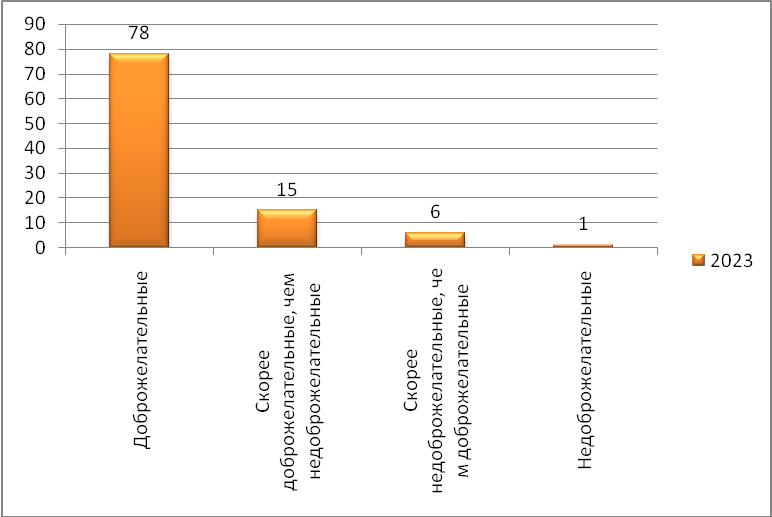 90
80
70
60
50
40
30
20
10
0
78
15
6
1
Доброжелательные
Скорее
доброжелательные, чем
недоброжелательные
Скорее
недоброжелательные, че
м доброжелательные
Недоброжелательные
2023